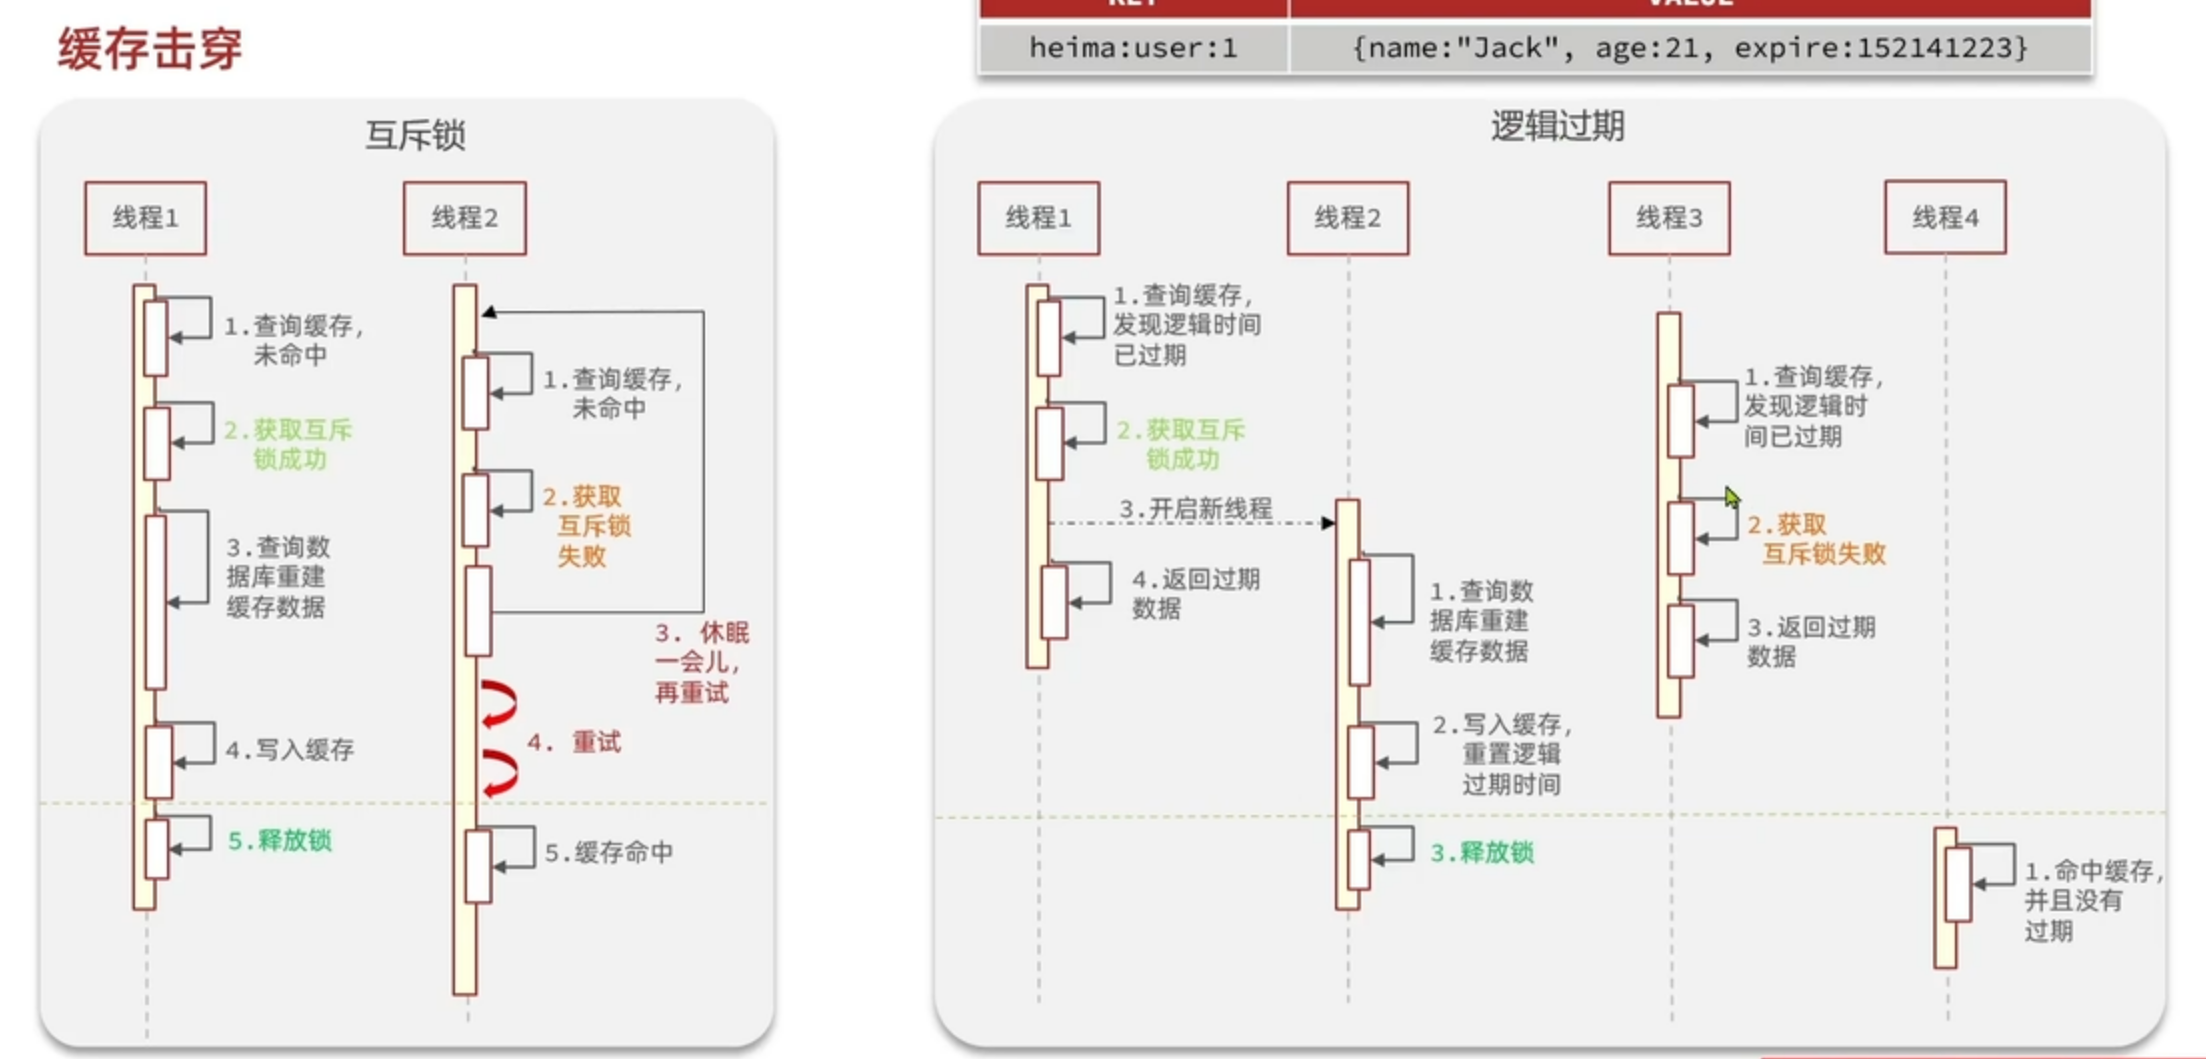 缓存击穿
KEY
VALUE
heima:user:1
{name:"Jack", age:21, expire:152141223}
互斥锁
线程1
线程2
1.查询缓存,
未命中
2.获取互斥
锁成功
3.查询数
据库重建
缓存数据
4.写入缓存
5.释放锁
1.查询缓存,
未命中
2.获取
互斥锁
失败
3. 休眠
一会儿,
再重试
4. 重试
5.缓存命中
逻辑过期
线程1
线程2
线程3
线程4
1.查询缓存,
发现逻辑时间
已过期
2.获取互斥
锁成功
3.开启新线程
4.返回过期
数据
1.查询数
据库重建
缓存数据
2.写入缓存,
重置逻辑
过期时间
3.释放锁
1.查询缓存,
发现逻辑时
间已过期
2.获取
互斥锁失败
3.返回过期
数据
1.命中缓存,
并且没有
过期